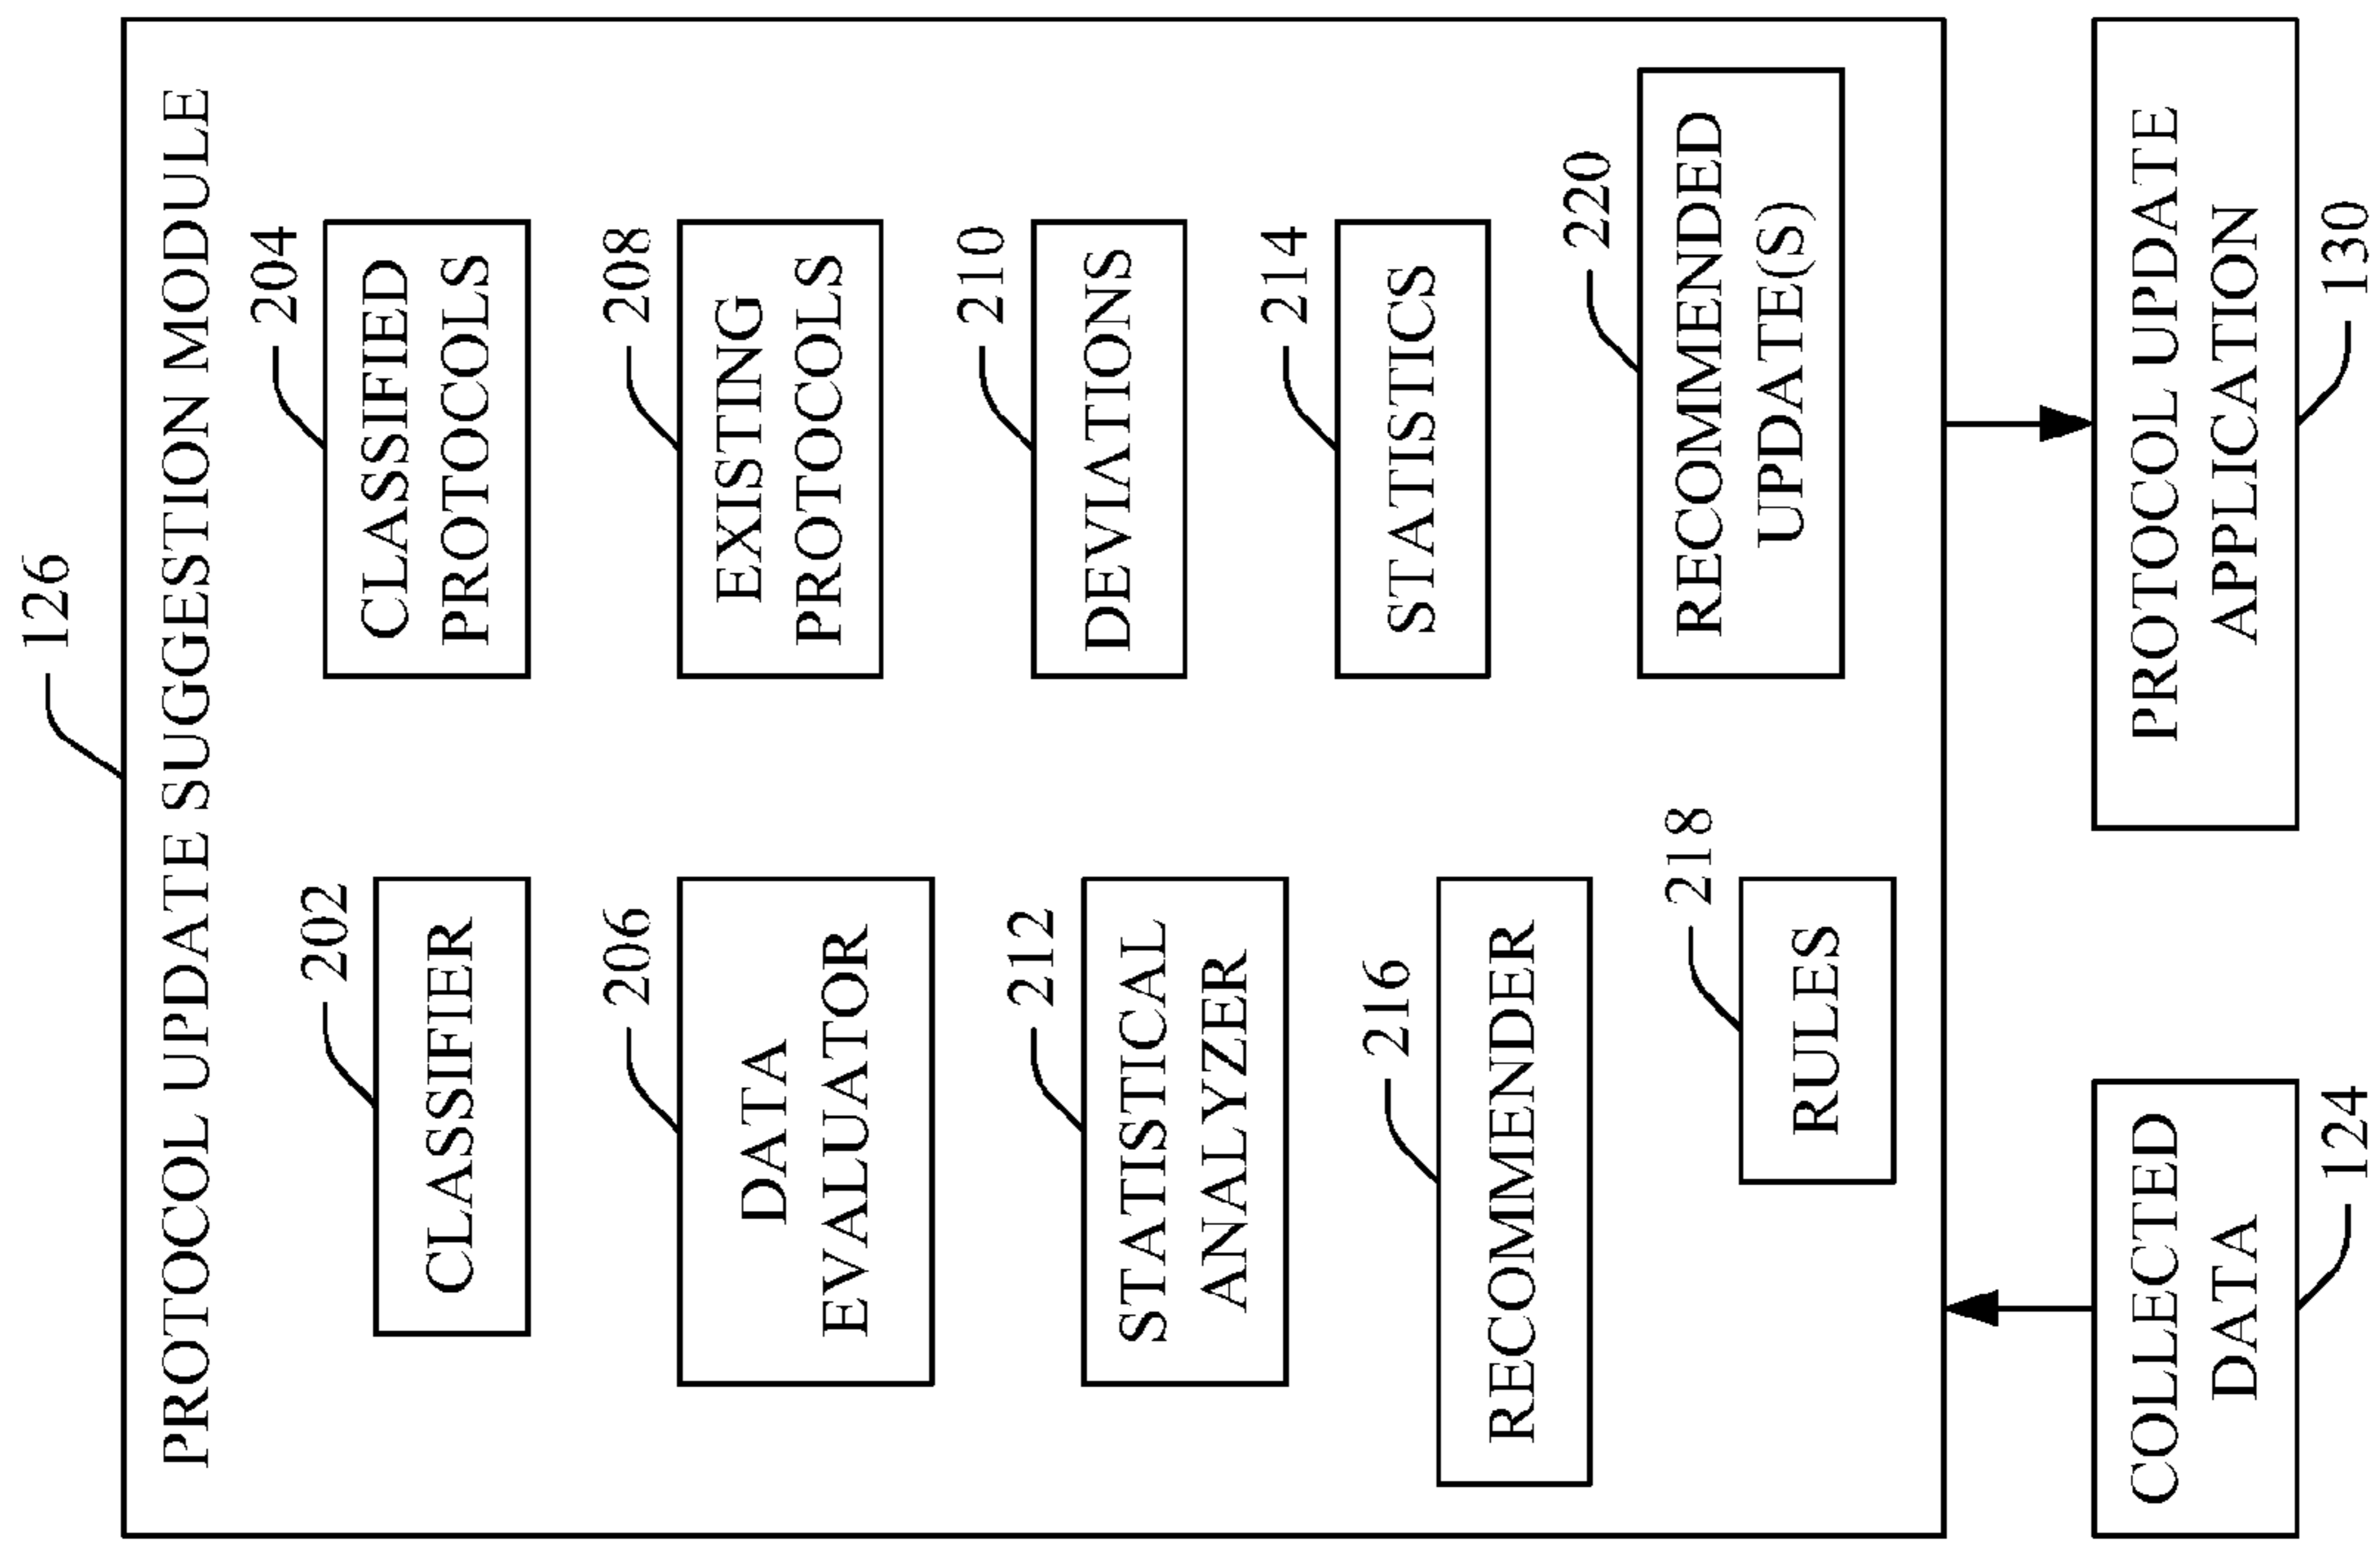 126
PROTOCOL UPDATE SUGGESTION MODULE
202
CLASSIFIER
204
CLASSIFIED
PROTOCOLS
206
DATA
EVALUATOR
208
EXISTING
PROTOCOLS
210
DEVIATIONS
212
STATISTICAL
ANALYZER
214
STATISTICS
216
RECOMMENDER
218
RULES
220
RECOMMENDED
UPDATE(S)
COLLECTED
DATA
124
PROTOCOL UPDATE
APPLICATION
130